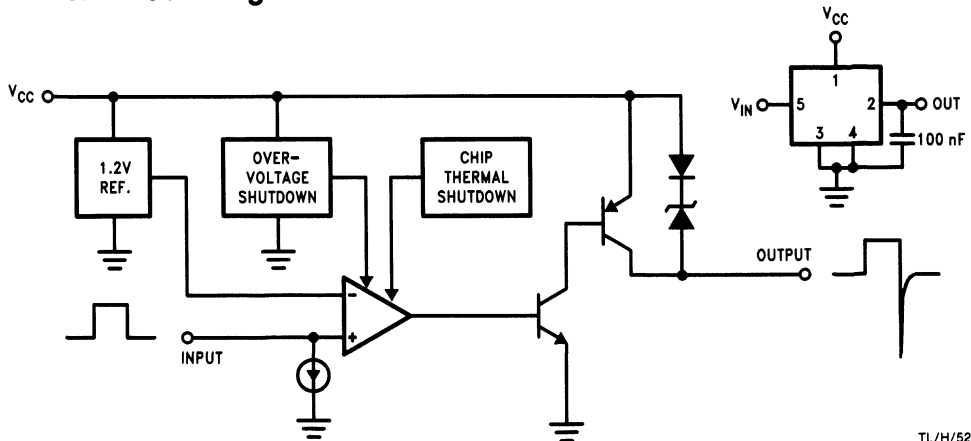 VCC
1.2V
REF.
OVER-
VOLTAGE
SHUTDOWN
CHIP
THERMAL
SHUTDOWN
-
+
INPUT
OUTPUT
VCC
1
VIN
5
2
OUT
3
4
100 nF
TL/H/52